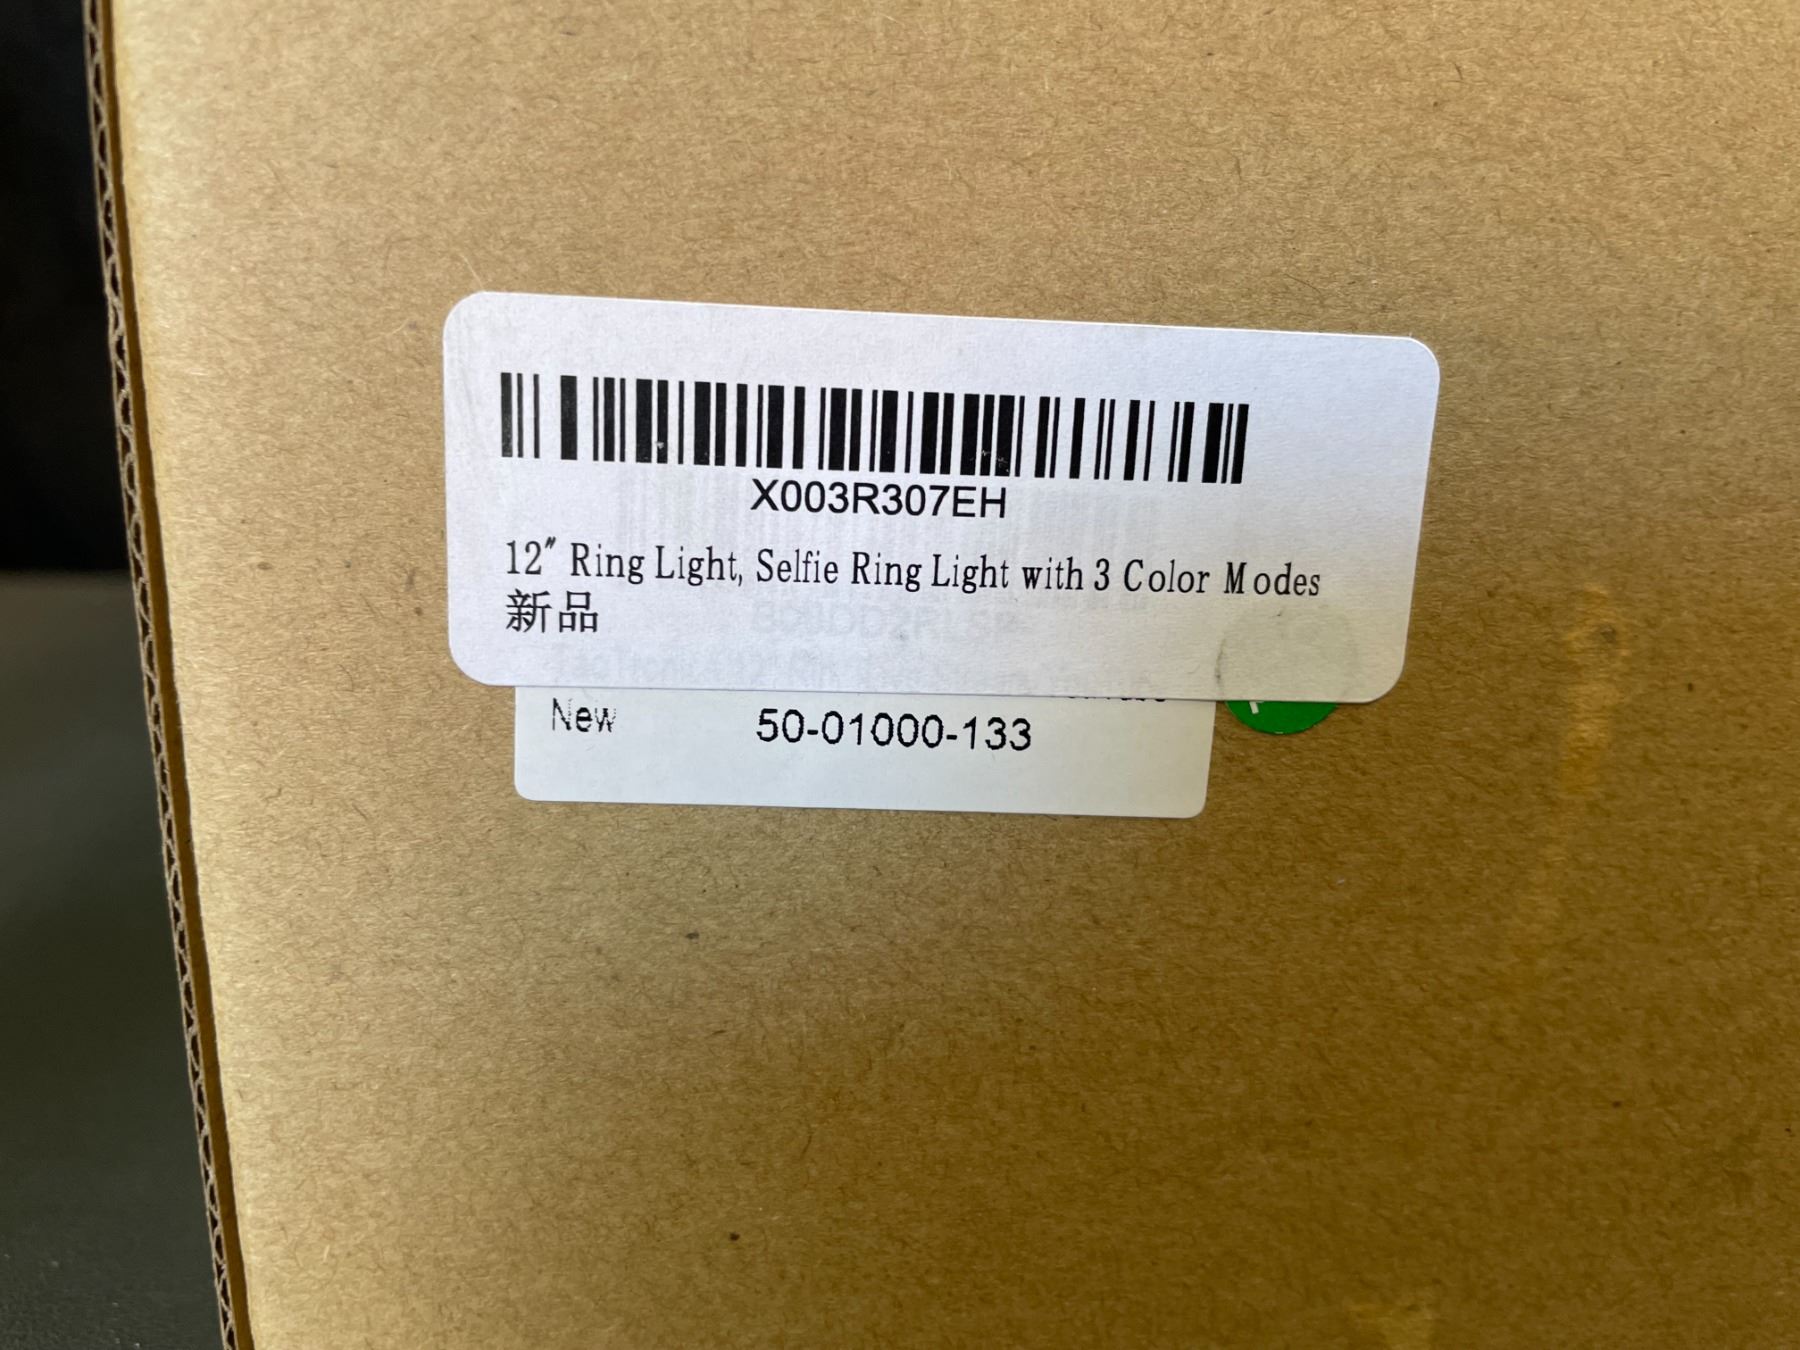 X003R307EH
12" Ring Light, Selfie Ring Light with 3 Color Modes
新品
New 50-01000-133